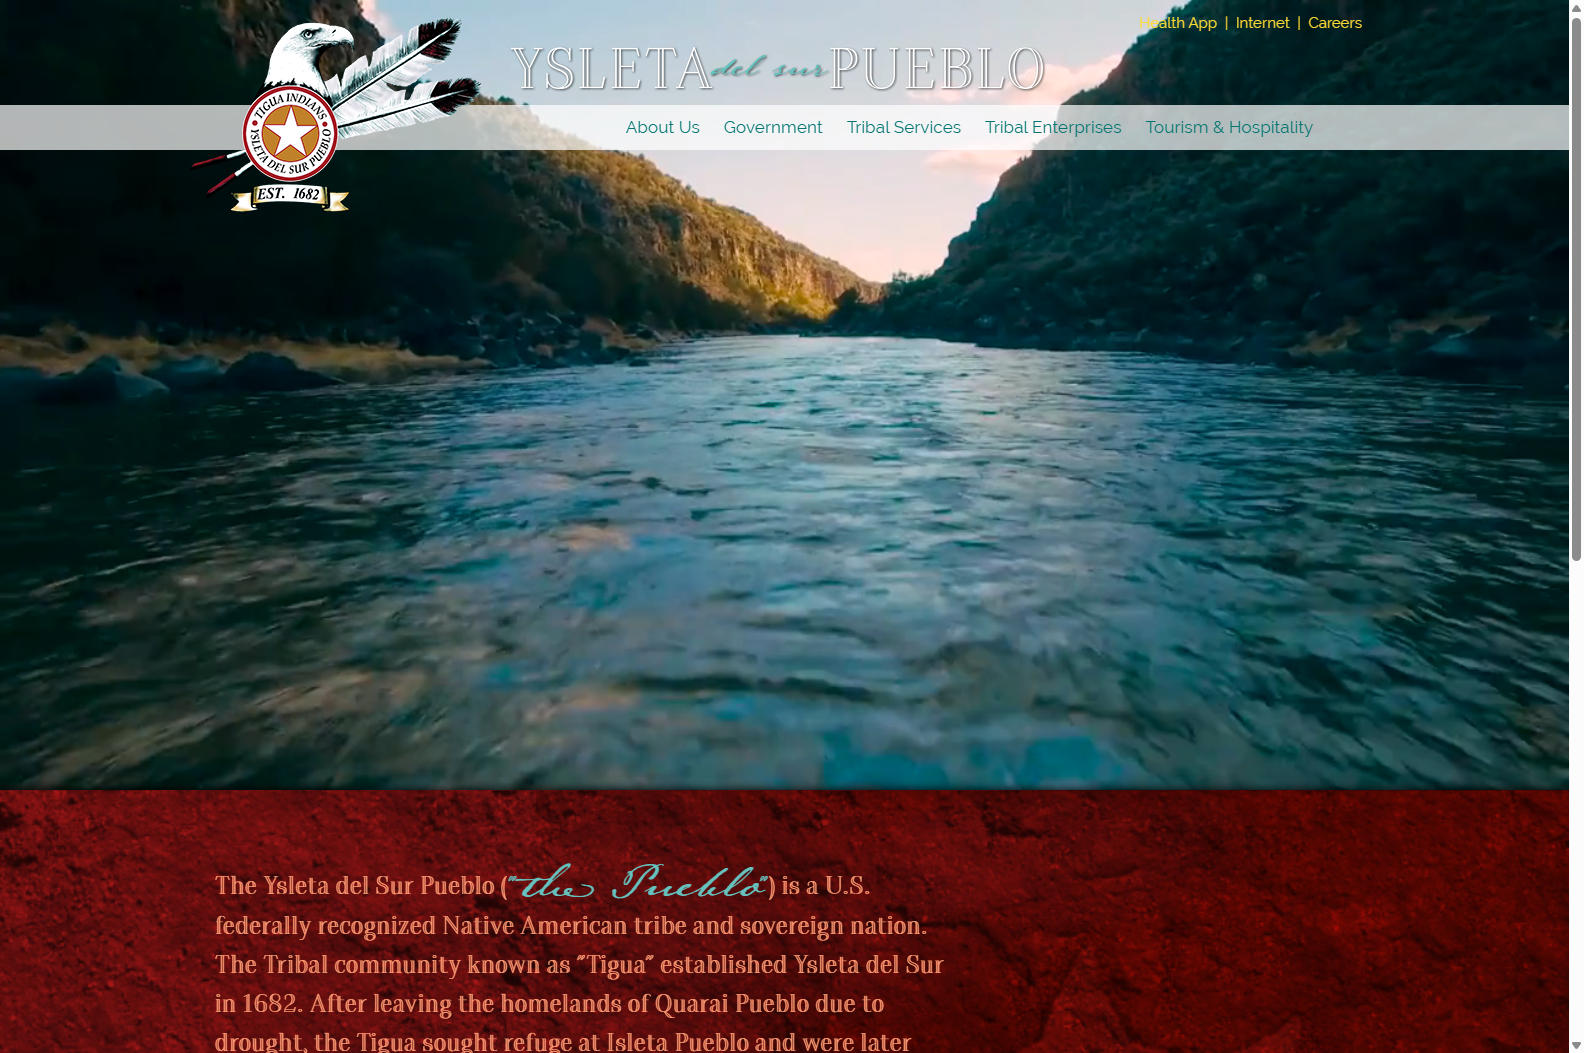 Health App | Internet | Careers
YSLETA del sur PUEBLO
About Us Government Tribal Services Tribal Enterprises Tourism & Hospitality
TIGUA INDIANS
YSLETA DEL SUR PUEBLO
EST. 1682
The Ysleta del Sur Pueblo ("the Pueblo") is a U.S.
federally recognized Native American tribe and sovereign nation.
The Tribal community known as "Tigua" established Ysleta del Sur
in 1682. After leaving the homelands of Quarai Pueblo due to
drought, the Tigua sought refuge at Isleta Pueblo and were later